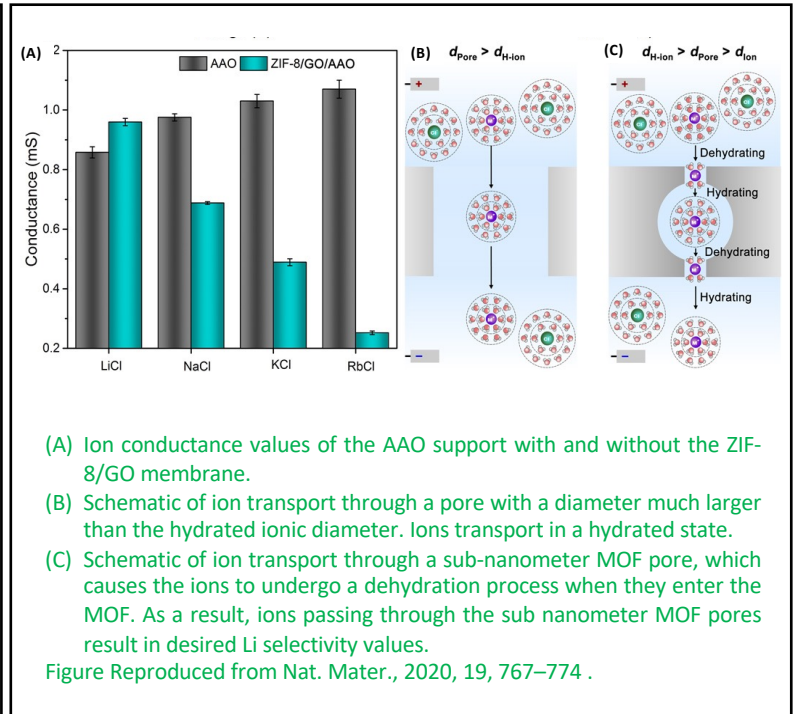 (A)
AAO ZIF-8/GO/AAO
Conductance (mS)
2
1.0
0.8
0.6
0.4
0.2
LiCl NaCl KCl RbCl
(B) dPore > dH-ion
+
Cl-
M+
Cl-
M+
M+
Cl-
−
(C) dH-ion > dPore > dIon
+
Cl-
M+
Cl-
Dehydrating
Hydrating
Dehydrating
Hydrating
Cl-
M+
−
(A) Ion conductance values of the AAO support with and without the ZIF-
8/GO membrane.
(B) Schematic of ion transport through a pore with a diameter much larger
than the hydrated ionic diameter. Ions transport in a hydrated state.
(C) Schematic of ion transport through a sub-nanometer MOF pore, which
causes the ions to undergo a dehydration process when they enter the
MOF. As a result, ions passing through the sub nanometer MOF pores
result in desired Li selectivity values.
Figure Reproduced from Nat. Mater., 2020, 19, 767–774 .